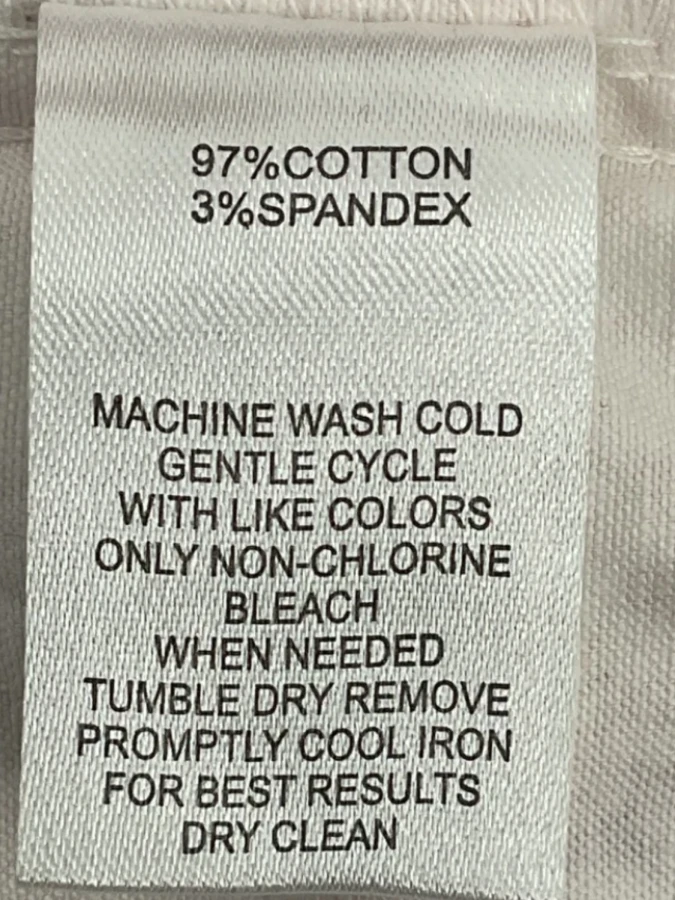 97%COTTON
3%SPANDEX
MACHINE WASH COLD
GENTLE CYCLE
WITH LIKE COLORS
ONLY NON-CHLORINE
BLEACH
WHEN NEEDED
TUMBLE DRY REMOVE
PROMPTLY COOL IRON
FOR BEST RESULTS
DRY CLEAN